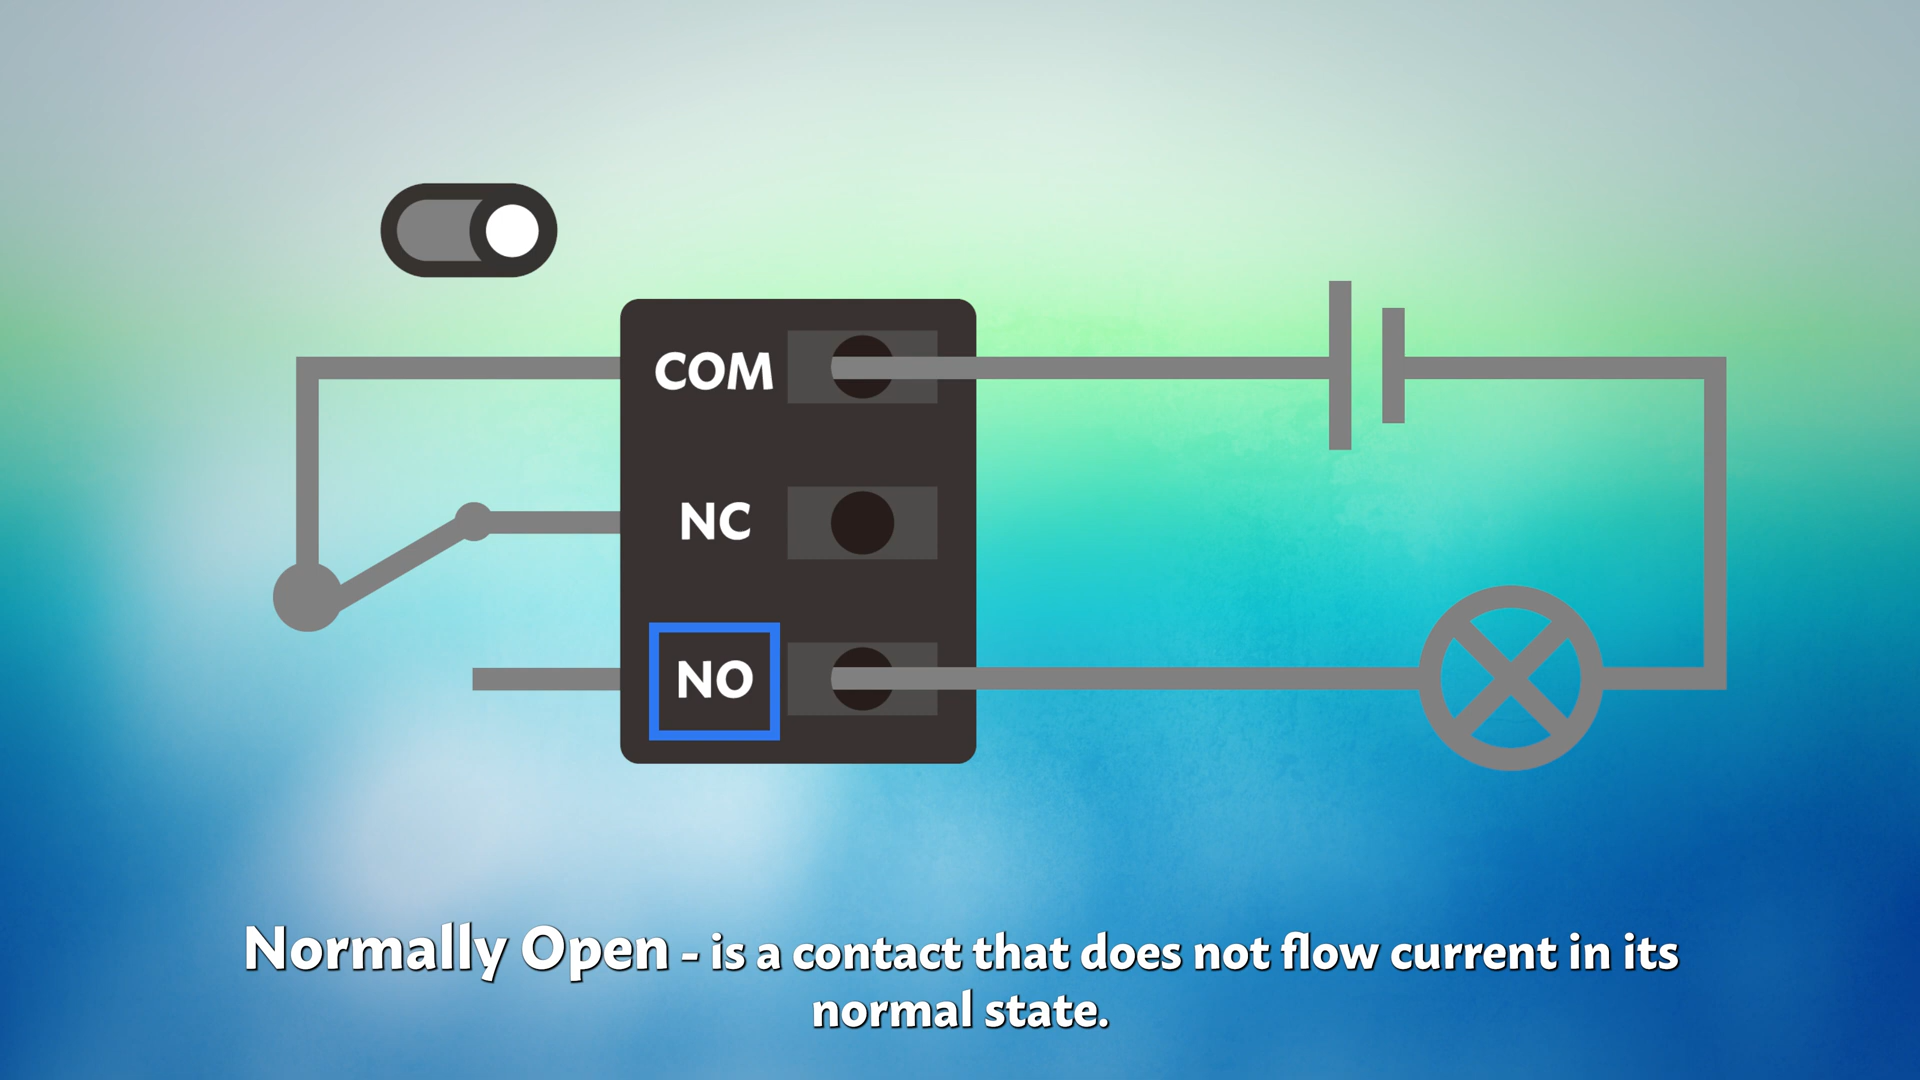 COM
NC
NO
Normally Open - is a contact that does not flow current in its
normal state.